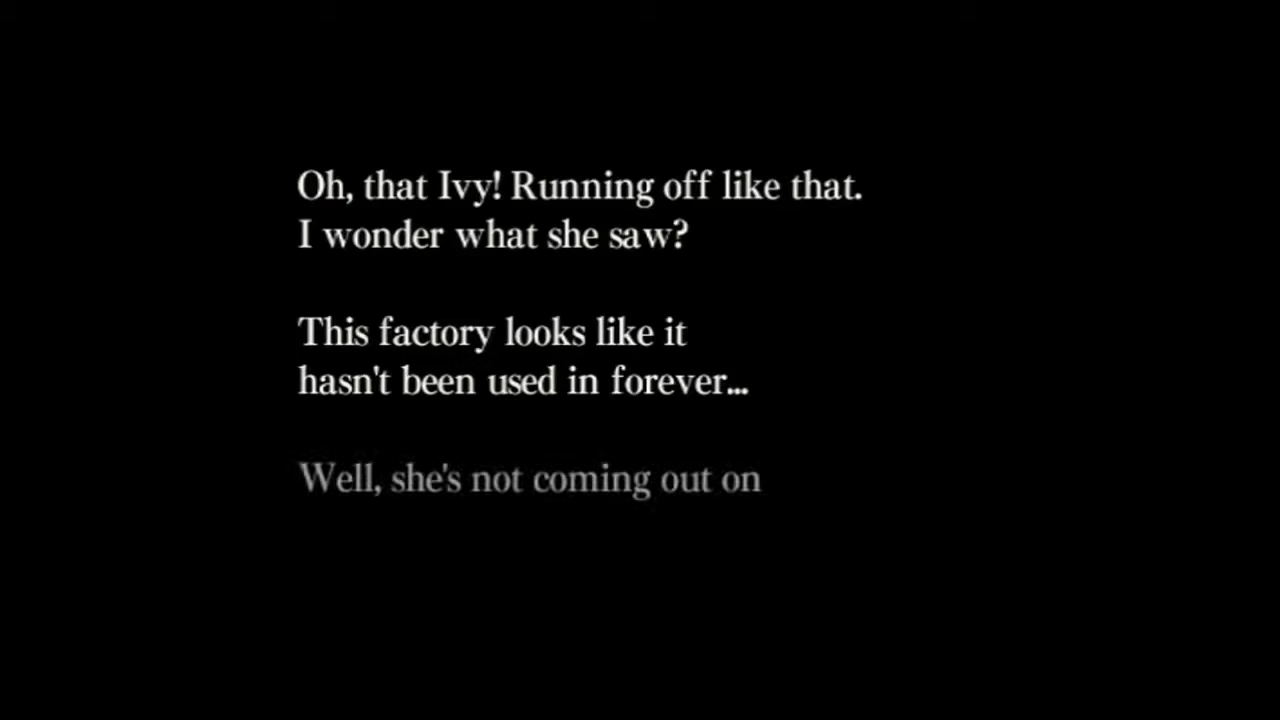 Oh, that Ivy! Running off like that.
I wonder what she saw?
This factory looks like it
hasn't been used in forever...
Well, she's not coming out on